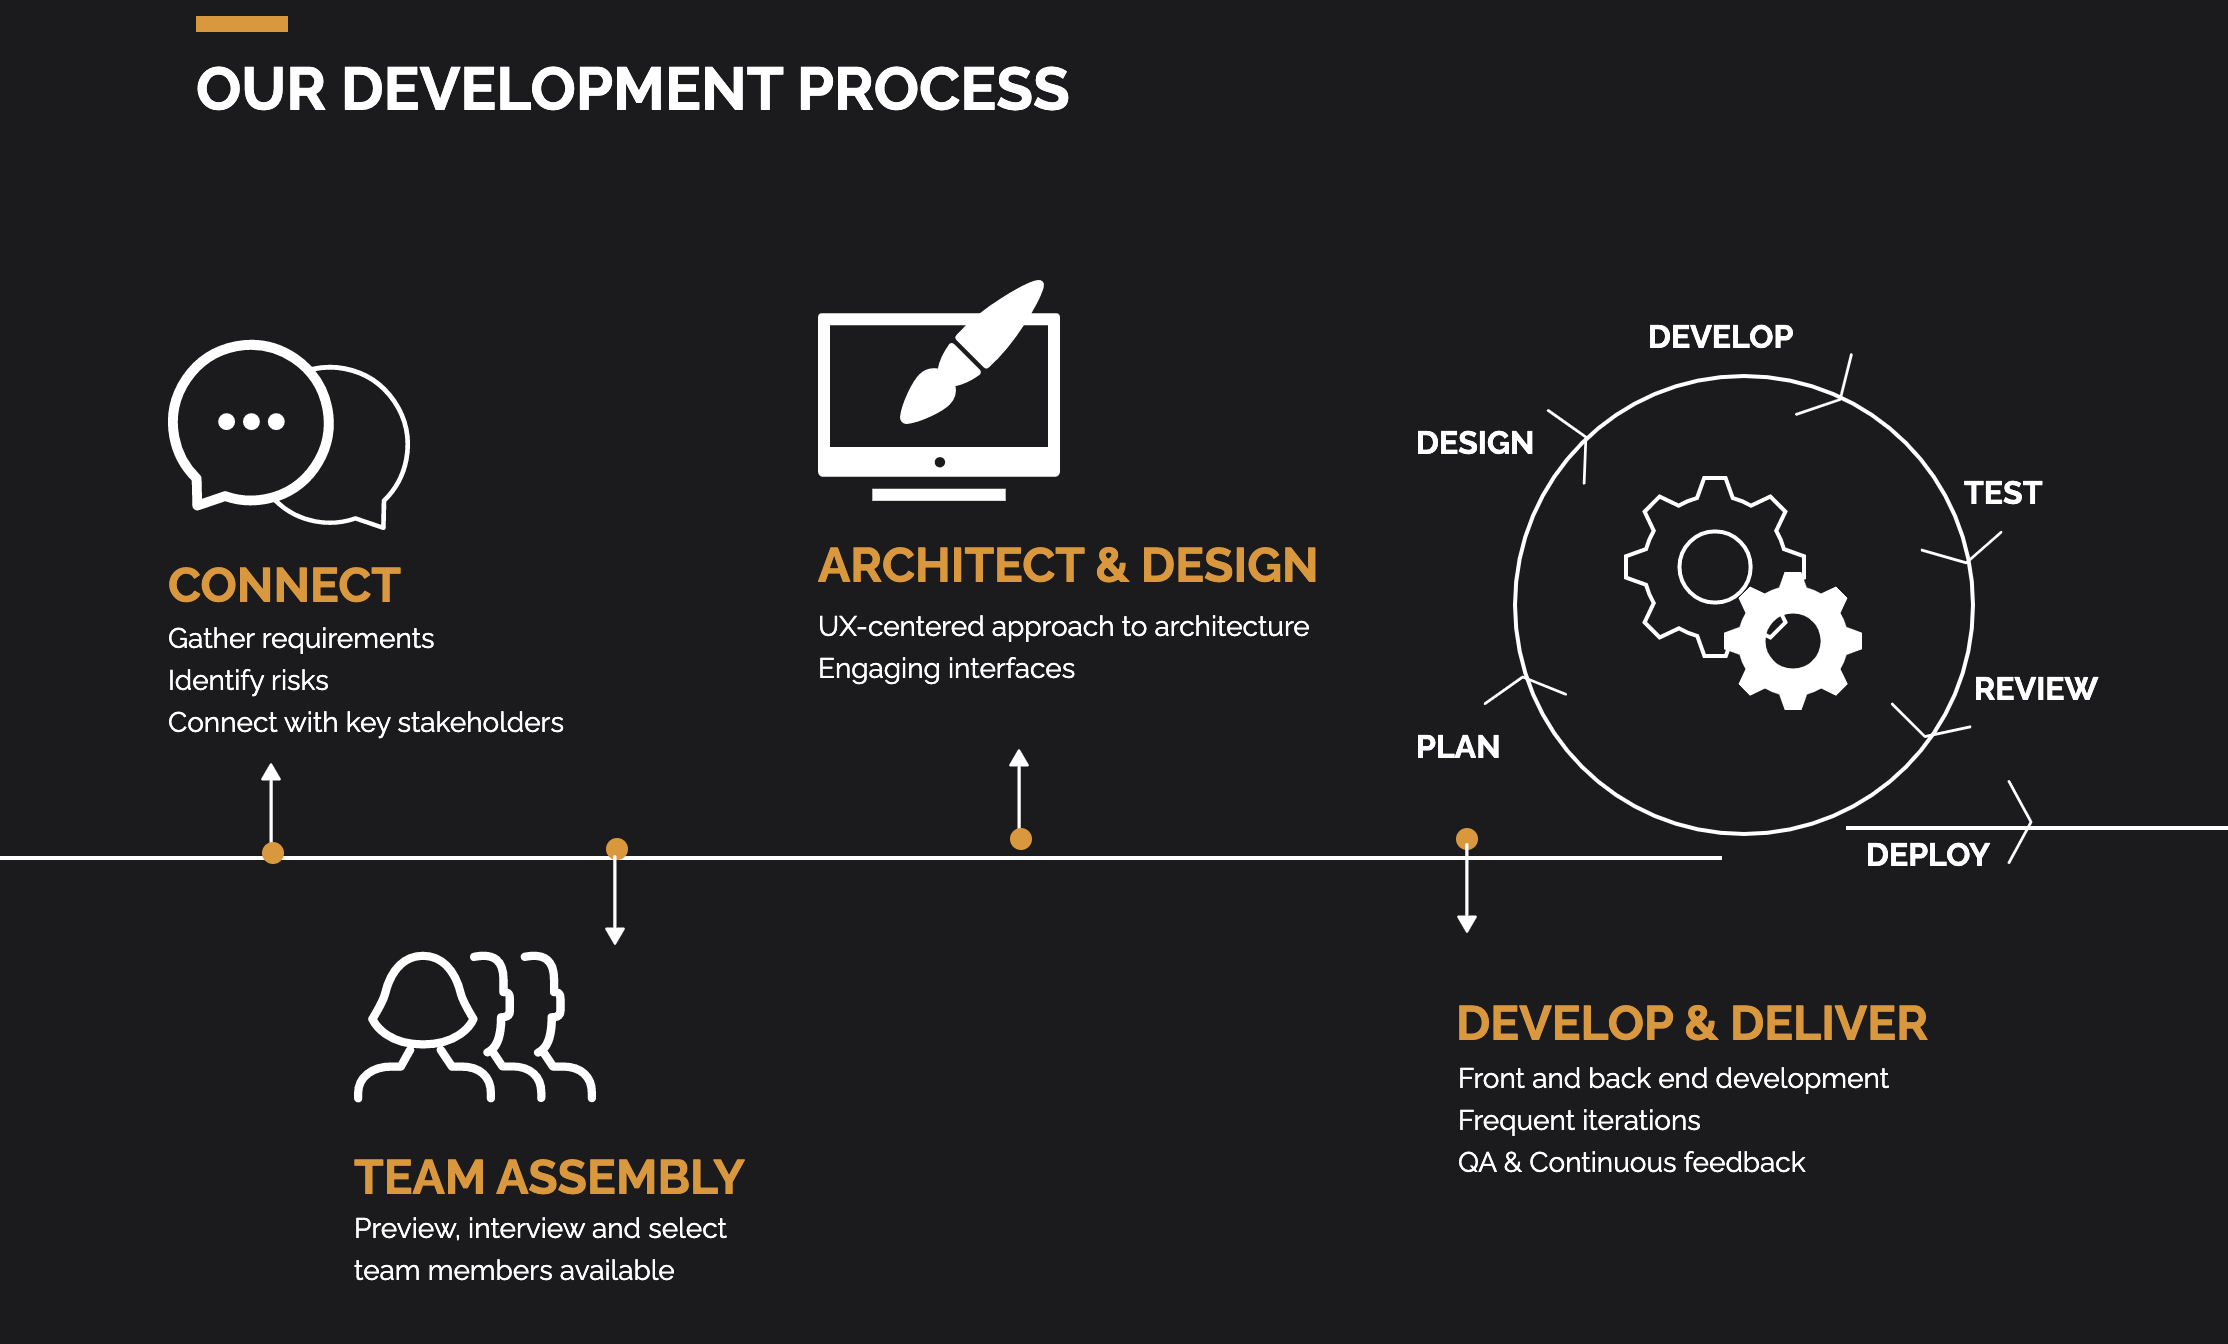 OUR DEVELOPMENT PROCESS
CONNECT
Gather requirements
Identify risks
Connect with key stakeholders
TEAM ASSEMBLY
Preview, interview and select
team members available
ARCHITECT & DESIGN
UX-centered approach to architecture
Engaging interfaces
DEVELOP & DELIVER
Front and back end development
Frequent iterations
QA & Continuous feedback
PLAN
DESIGN
DEVELOP
TEST
REVIEW
DEPLOY